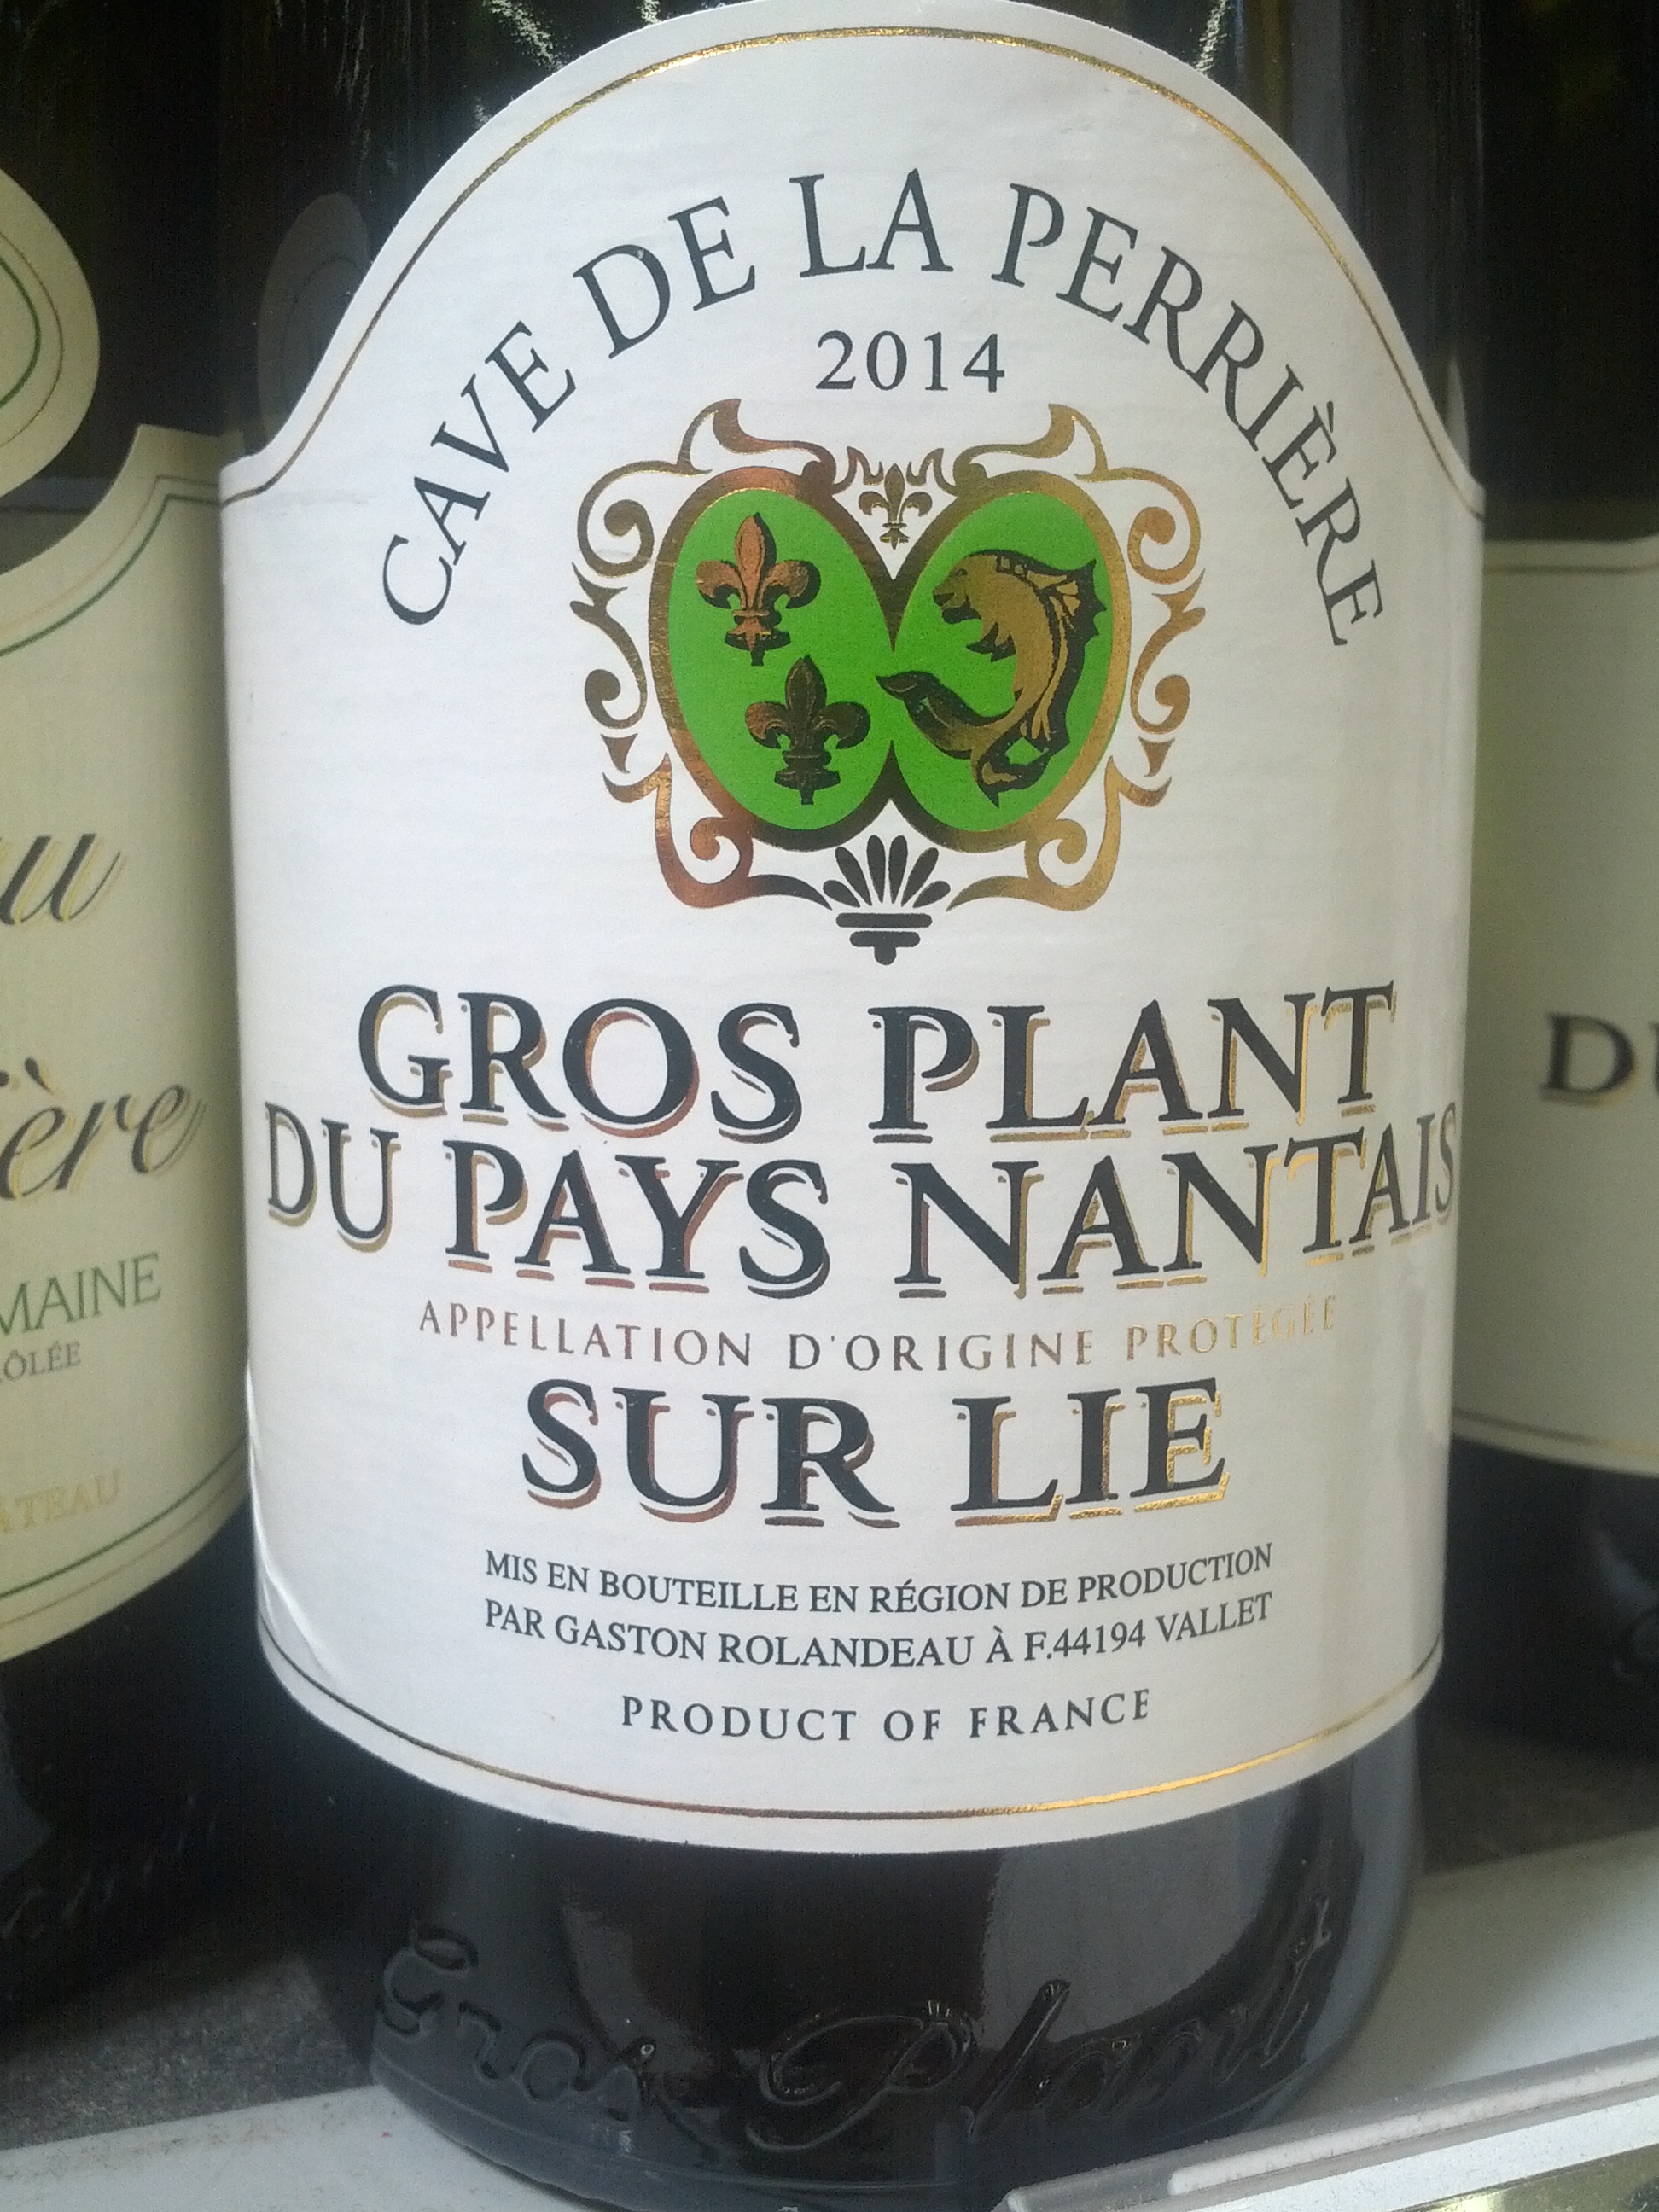 CAVE DE LA PERRIÈRE
2014
GROS PLANT
DU PAYS NANTAIS
APPELLATION D'ORIGINE PROTÉGÉE
SUR LIE
MIS EN BOUTEILLE EN RÉGION DE PRODUCTION
PAR GASTON ROLANDEAU À F.44194 VALLET
PRODUCT OF FRANCE
Gros Plant